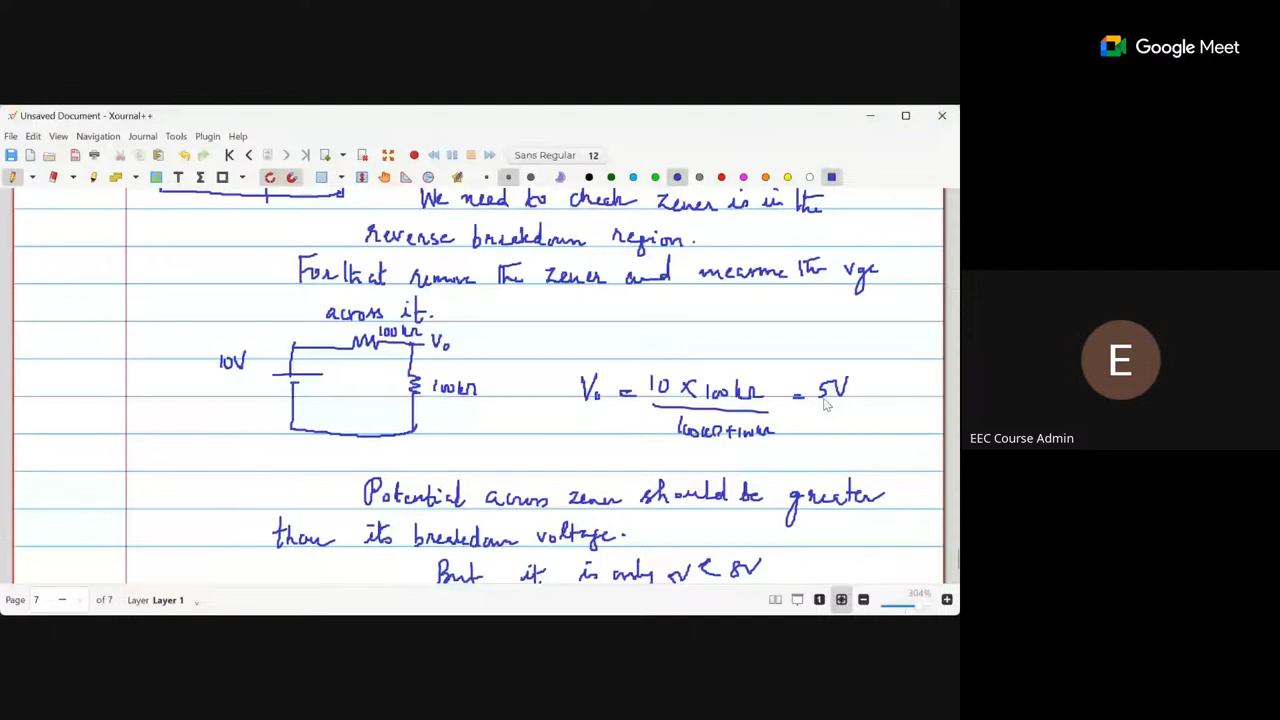 Google Meet
Unsaved Document - Xournal++
File Edit View Navigation Journal Tools Plugin Help
Sans Regular 12
We need to check zener is in the
reverse breakdown region.
For that remove the zener and measure the vge
across it.
100kΩ
V₀
10V
100kΩ
V₀ = 10 × 100kΩ = 5V
100kΩ+100kΩ
EEC Course Admin
Potential across zener should be greater
than its breakdown voltage.
But it is only 5V < 8V
Page 7 of 7 Layer Layer 1
304%